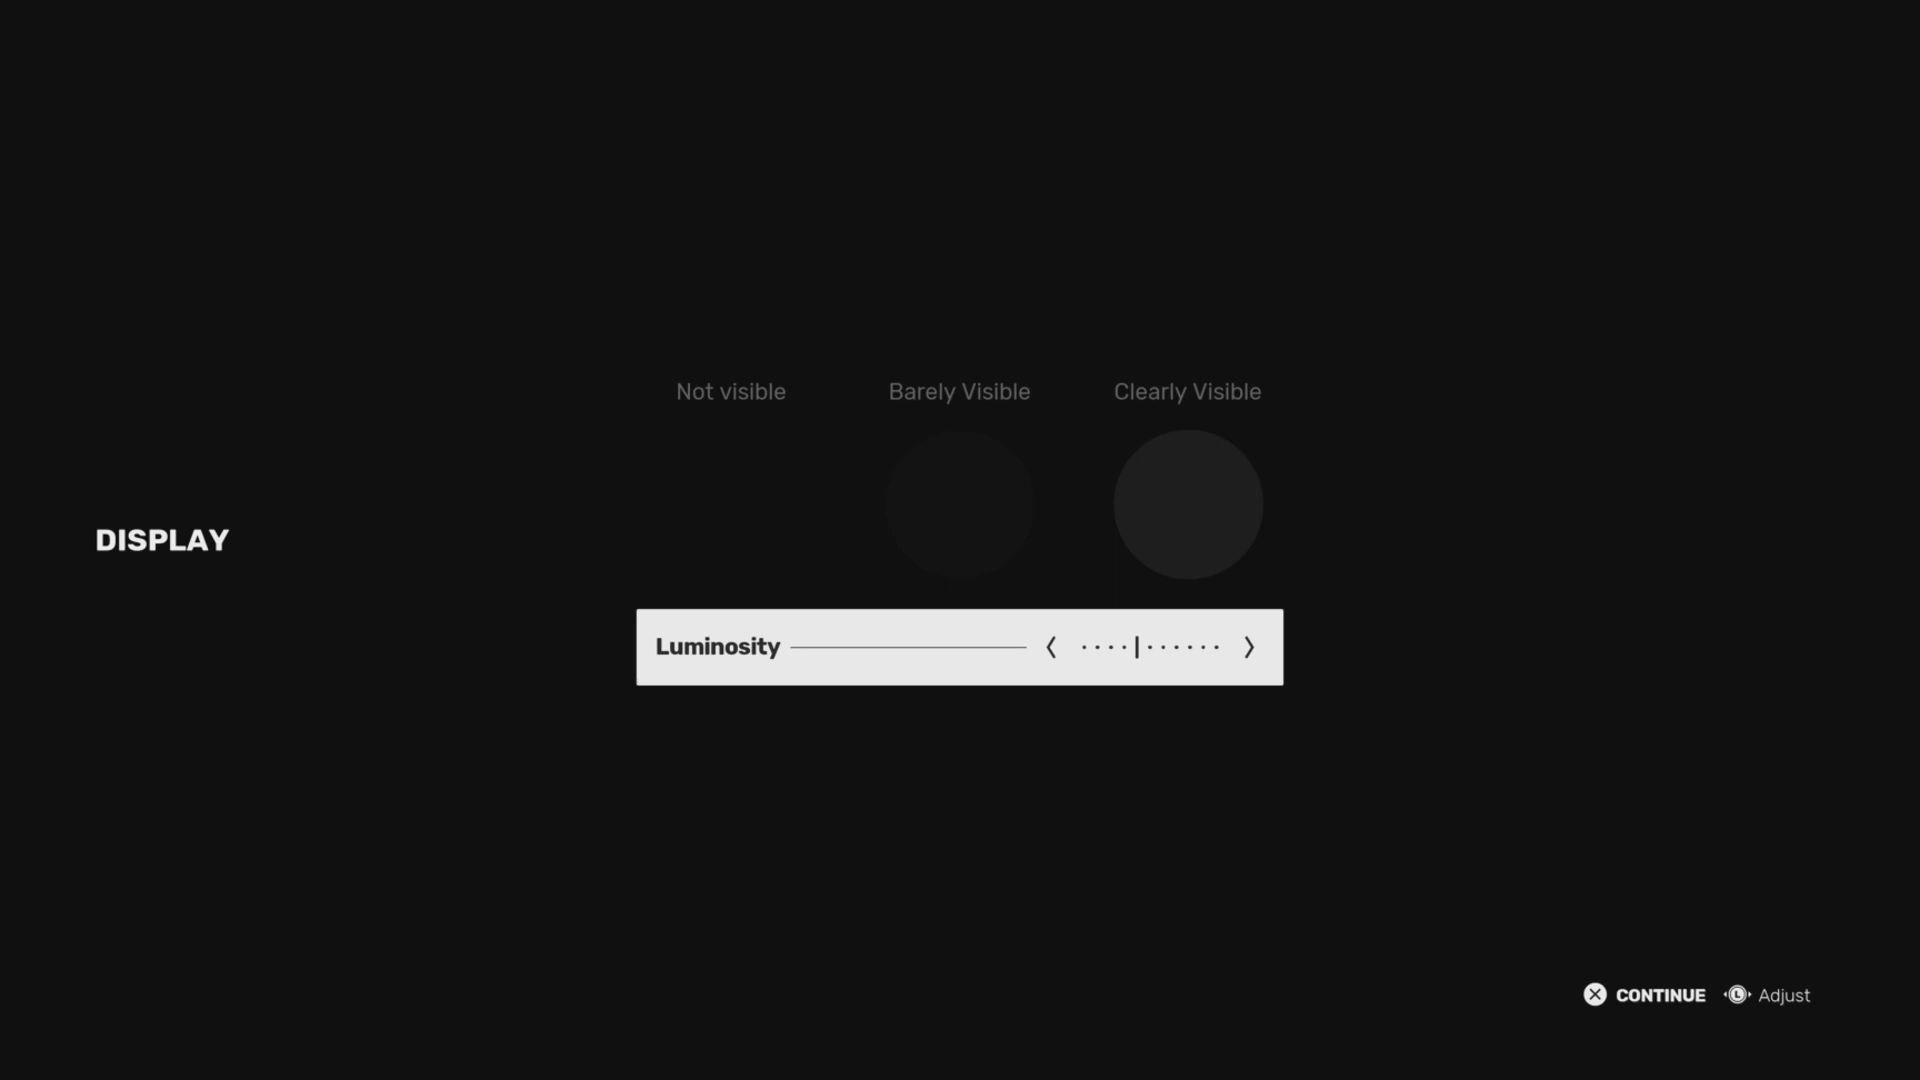 Not visible
Barely Visible
Clearly Visible
DISPLAY
Luminosity
CONTINUE
L
Adjust